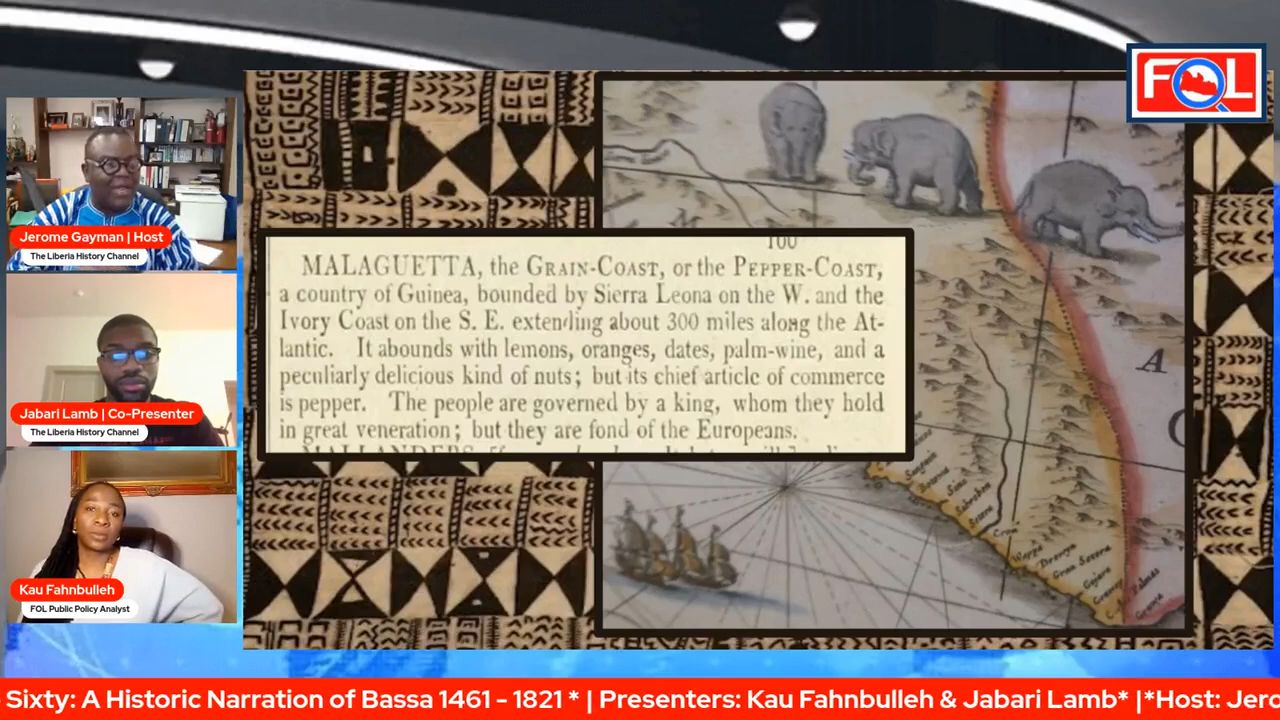 FOL
Jerome Gayman | Host
The Liberia History Channel
Jabari Lamb | Co-Presenter
The Liberia History Channel
Kau Fahnbulleh
FOL Public Policy Analyst
100
MALAGUETTA, the GRAIN-COAST, or the PEPPER-COAST,
a country of Guinea, bounded by Sierra Leona on the W. and the
Ivory Coast on the S. E. extending about 300 miles along the At-
lantic. It abounds with lemons, oranges, dates, palm-wine, and a
peculiarly delicious kind of nuts; but its chief article of commerce
is pepper. The people are governed by a king, whom they hold
in great veneration; but they are fond of the Europeans.
A
C
Sanguin
Sino
Gran Setera
Sixty: A Historic Narration of Bassa 1461 - 1821 * | Presenters: Kau Fahnbulleh & Jabari Lamb* |*Host: Jero